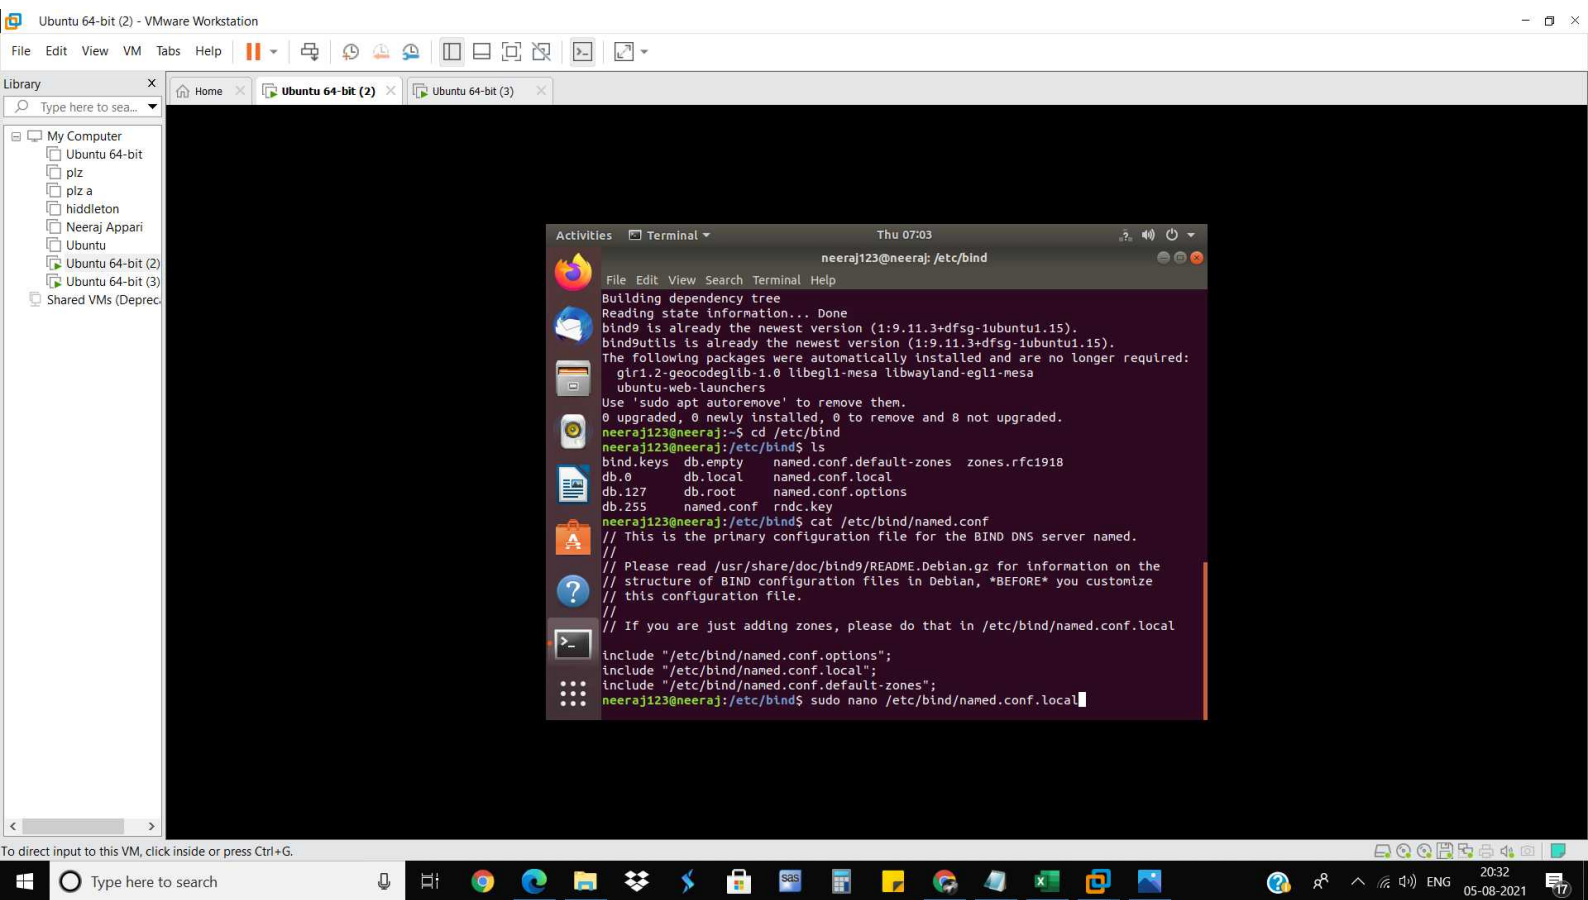 Ubuntu 64-bit (2) - VMware Workstation
File Edit View VM Tabs Help
Library
Type here to sea...
Home
Ubuntu 64-bit (2)
Ubuntu 64-bit (3)
My Computer
Ubuntu 64-bit
plz
plz a
hiddleton
Neeraj Appari
Ubuntu
Ubuntu 64-bit (2)
Ubuntu 64-bit (3)
Shared VMs (Depreca
Activities Terminal Thu 07:03
neeraj123@neeraj: /etc/bind
File Edit View Search Terminal Help
Building dependency tree
Reading state information... Done
bind9 is already the newest version (1:9.11.3+dfsg-1ubuntu1.15).
bind9utils is already the newest version (1:9.11.3+dfsg-1ubuntu1.15).
The following packages were automatically installed and are no longer required:
gir1.2-geocodeglib-1.0 libegl1-mesa libwayland-egl1-mesa
ubuntu-web-launchers
Use 'sudo apt autoremove' to remove them.
0 upgraded, 0 newly installed, 0 to remove and 8 not upgraded.
neeraj123@neeraj:~$ cd /etc/bind
neeraj123@neeraj:/etc/bind$ ls
bind.keys db.empty named.conf.default-zones zones.rfc1918
db.0 db.local named.conf.local
db.127 db.root named.conf.options
db.255 named.conf rndc.key
neeraj123@neeraj:/etc/bind$ cat /etc/bind/named.conf
// This is the primary configuration file for the BIND DNS server named.
//
// Please read /usr/share/doc/bind9/README.Debian.gz for information on the
// structure of BIND configuration files in Debian, *BEFORE* you customize
// this configuration file.
//
// If you are just adding zones, please do that in /etc/bind/named.conf.local
include "/etc/bind/named.conf.options";
include "/etc/bind/named.conf.local";
include "/etc/bind/named.conf.default-zones";
neeraj123@neeraj:/etc/bind$ sudo nano /etc/bind/named.conf.local
To direct input to this VM, click inside or press Ctrl+G.
Type here to search
sas
ENG
20:32
05-08-2021
17